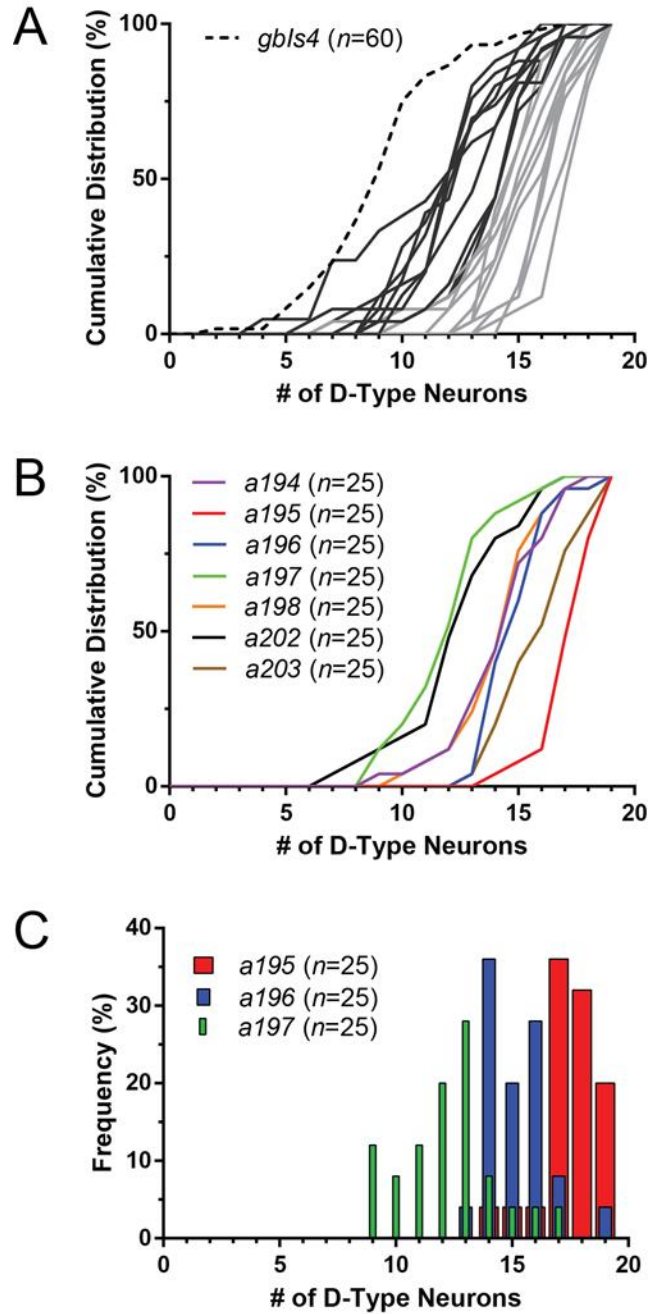 A
gbIs4 (n=60)
100
50
0
Cumulative Distribution (%)
0 5 10 15 20
# of D-Type Neurons
B
a194 (n=25)
a195 (n=25)
a196 (n=25)
a197 (n=25)
a198 (n=25)
a202 (n=25)
a203 (n=25)
100
50
0
Cumulative Distribution (%)
0 5 10 15 20
# of D-Type Neurons
C
a195 (n=25)
a196 (n=25)
a197 (n=25)
40
30
20
10
0
Frequency (%)
0 5 10 15 20
# of D-Type Neurons